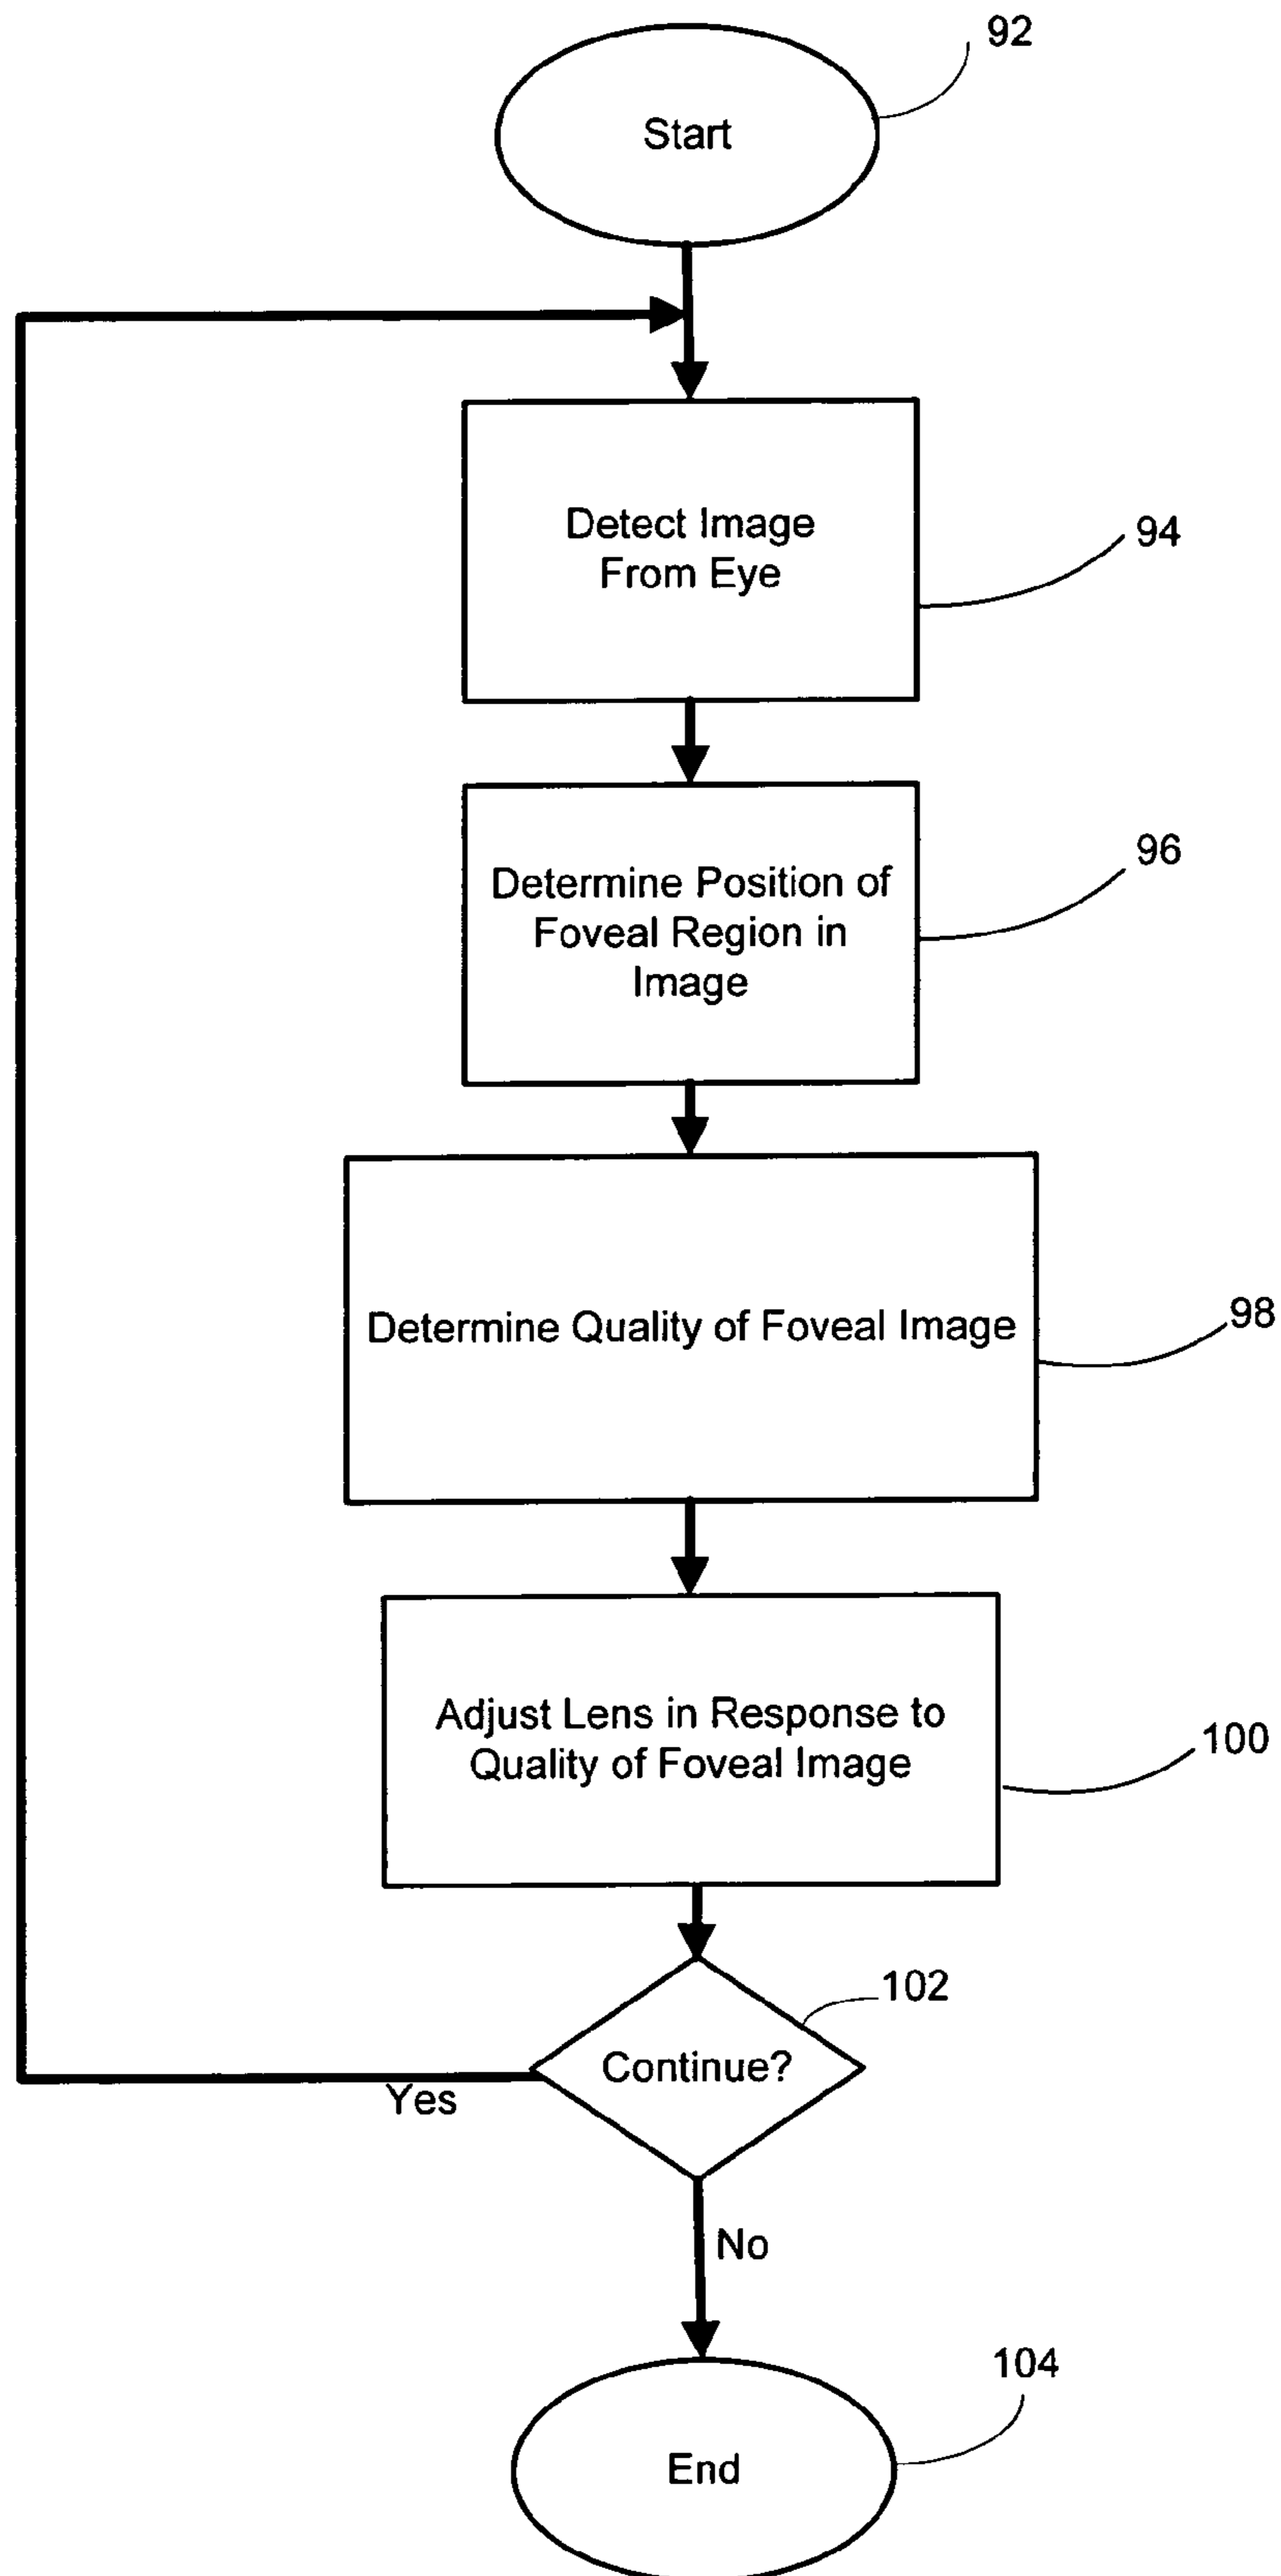 92
Start
Detect Image
From Eye
94
Determine Position of
Foveal Region in
Image
96
Determine Quality of Foveal Image
98
Adjust Lens in Response to
Quality of Foveal Image
100
102
Continue?
Yes
No
104
End